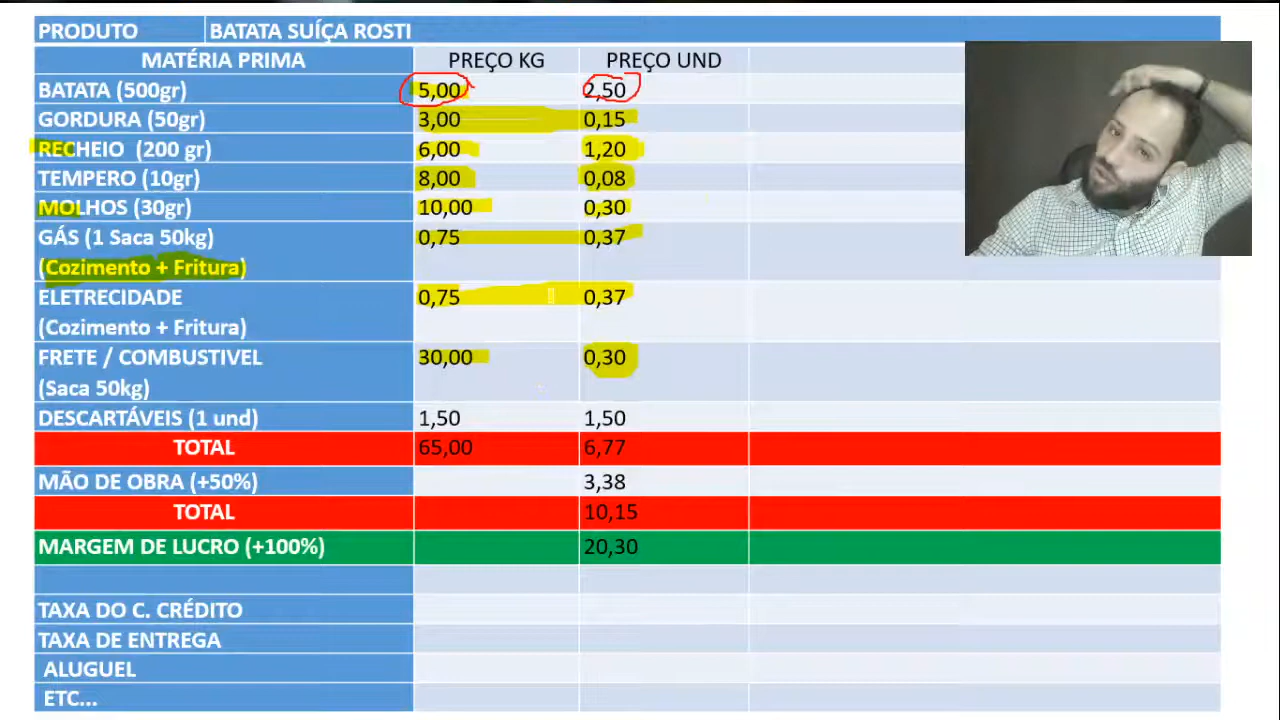 PRODUTO BATATA SUÍÇA ROSTI
MATÉRIA PRIMA PREÇO KG PREÇO UND
BATATA (500gr) 5,00 2,50
GORDURA (50gr) 3,00 0,15
RECHEIO (200 gr) 6,00 1,20
TEMPERO (10gr) 8,00 0,08
MOLHOS (30gr) 10,00 0,30
GÁS (1 Saca 50kg) 0,75 0,37
(Cozimento + Fritura)
ELETRECIDADE 0,75 0,37
(Cozimento + Fritura)
FRETE / COMBUSTIVEL 30,00 0,30
(Saca 50kg)
DESCARTÁVEIS (1 und) 1,50 1,50
TOTAL 65,00 6,77
MÃO DE OBRA (+50%) 3,38
TOTAL 10,15
MARGEM DE LUCRO (+100%) 20,30
TAXA DO C. CRÉDITO
TAXA DE ENTREGA
ALUGUEL
ETC...